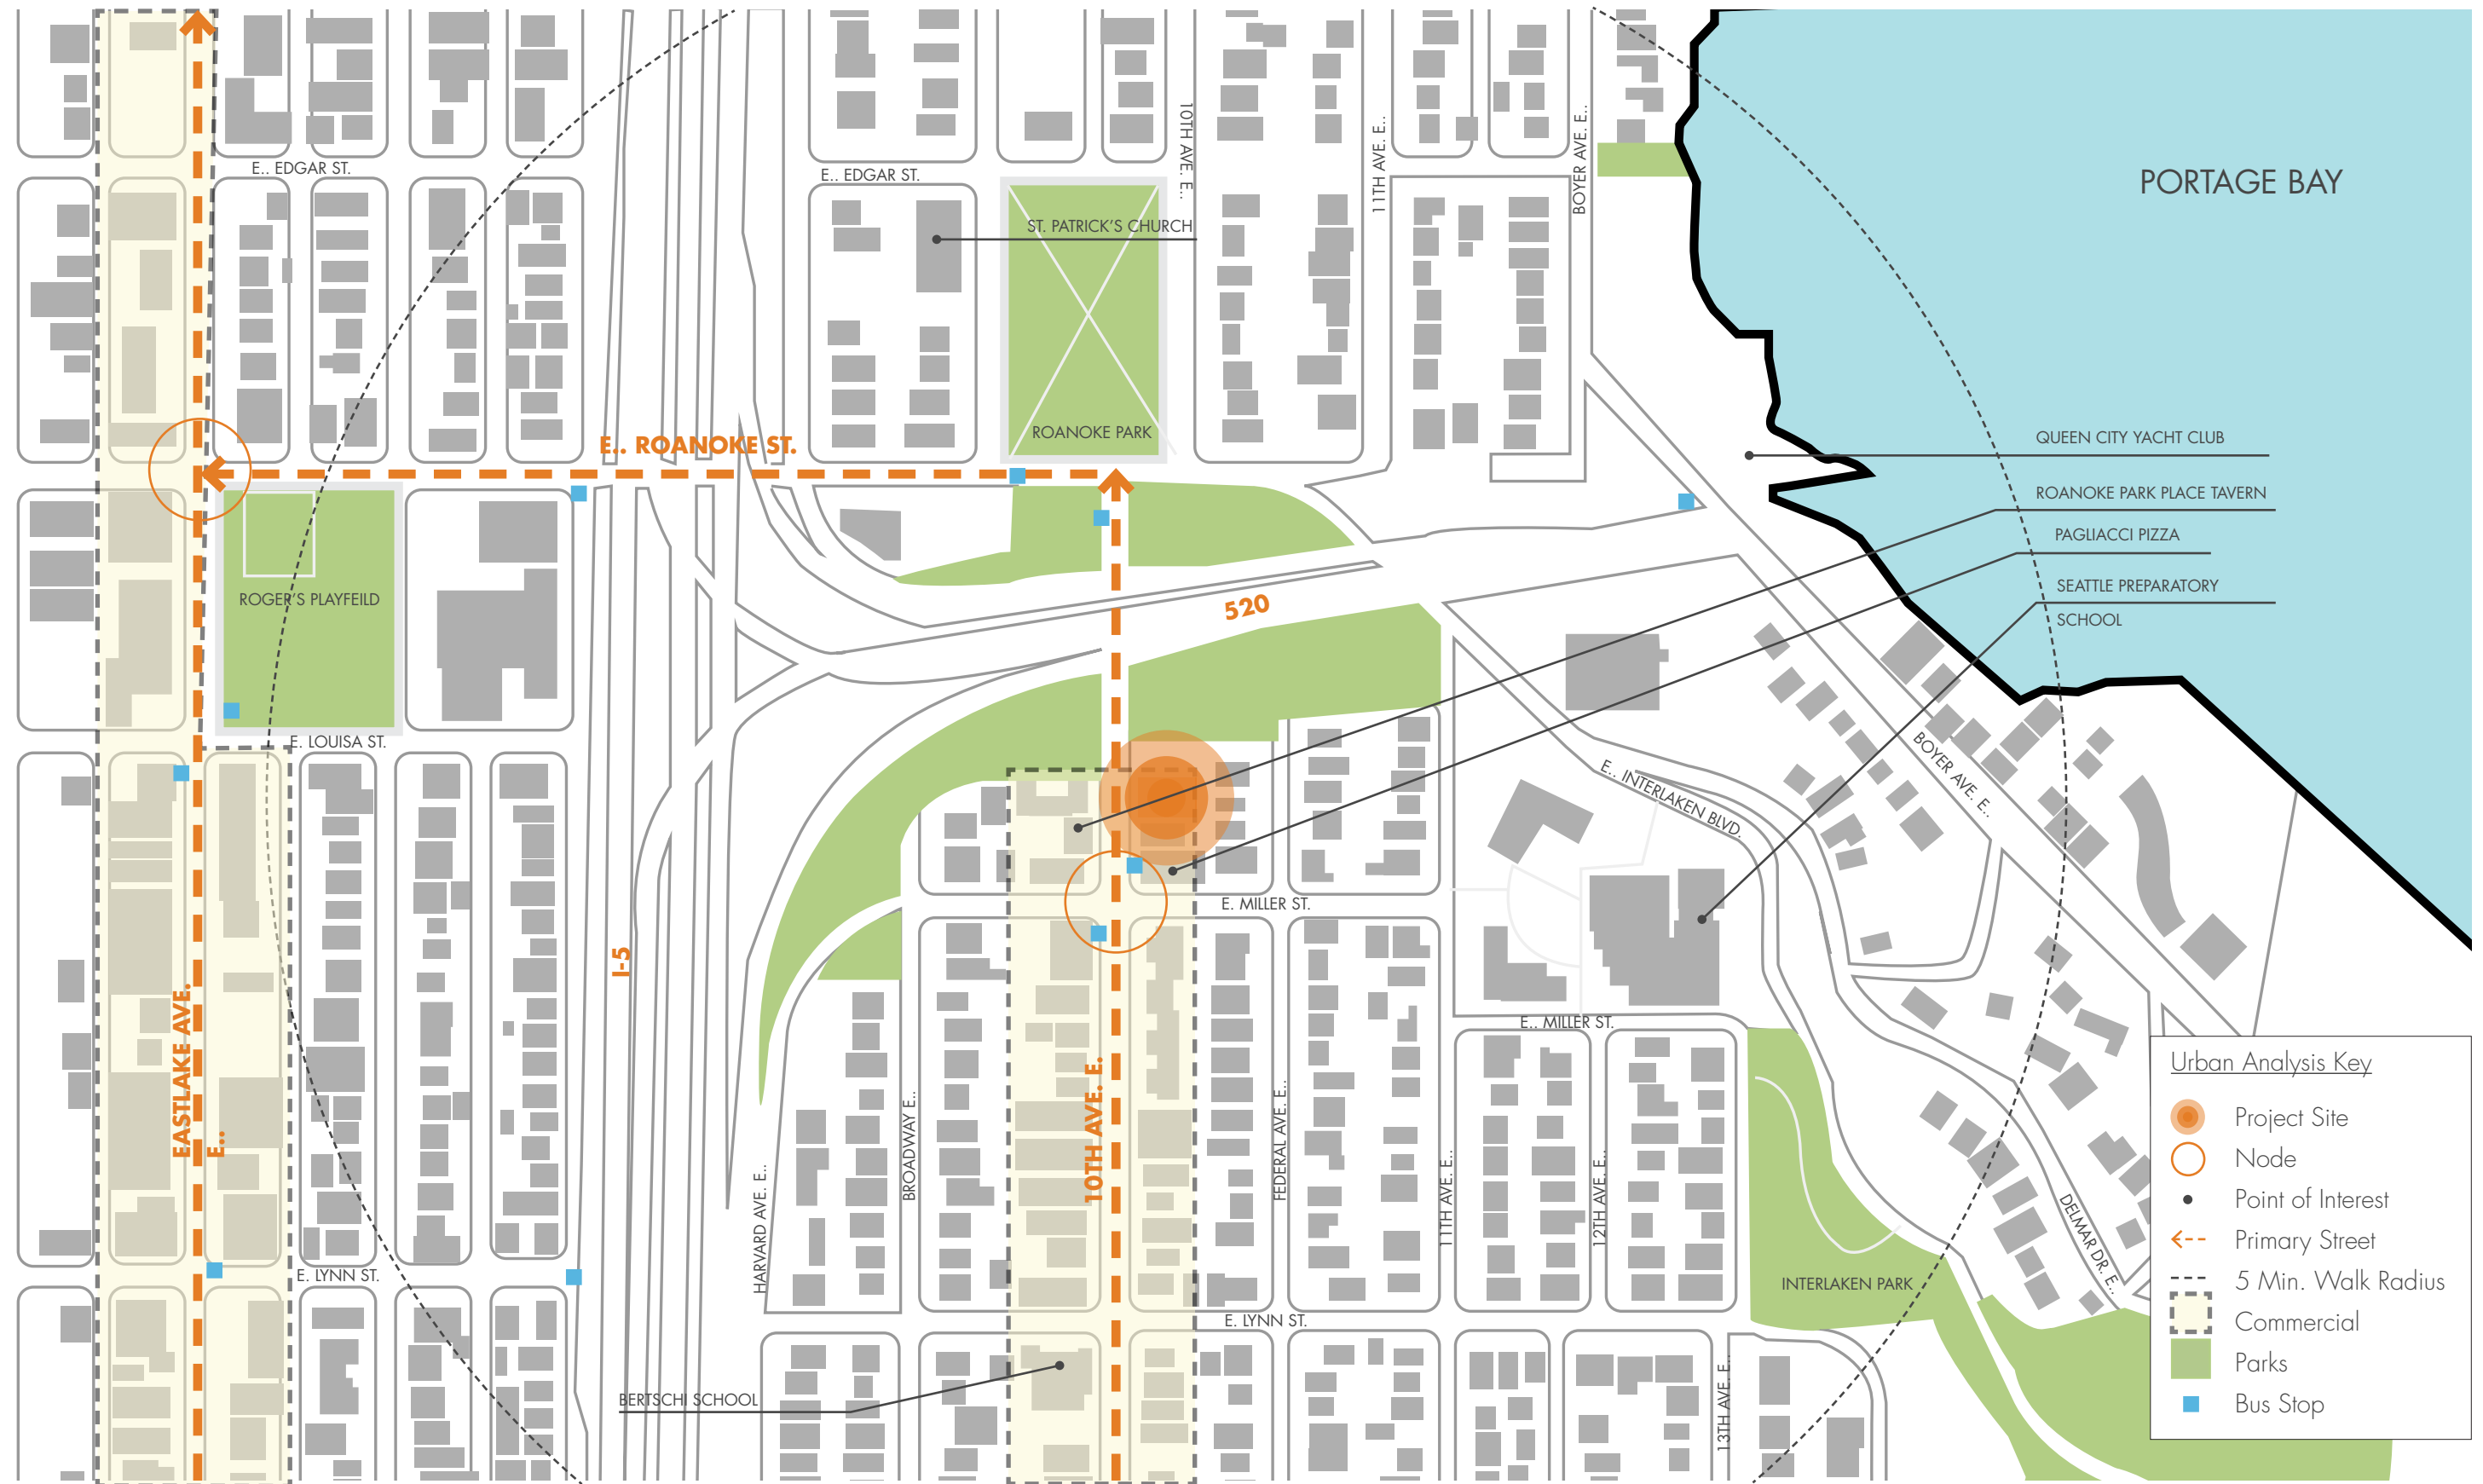 10TH AVE. E..
11TH AVE. E..
BOYER AVE. E..
E.. EDGAR ST.
E.. EDGAR ST.
PORTAGE BAY
ST. PATRICK'S CHURCH
ROANOKE PARK
E.. ROANOKE ST.
QUEEN CITY YACHT CLUB
ROANOKE PARK PLACE TAVERN
PAGLIACCI PIZZA
SEATTLE PREPARATORY
SCHOOL
ROGER'S PLAYFEILD
520
E. LOUISA ST.
BOYER AVE. E..
E.. INTERLAKEN BLVD.
E. MILLER ST.
I-5
EASTLAKE AVE.
E..
E.. MILLER ST.
10TH AVE. E.
BROADWAY E..
FEDERAL AVE. E..
HARVARD AVE. E..
11TH AVE. E..
12TH AVE. E..
DELMAR DR. E..
E. LYNN ST.
INTERLAKEN PARK
E. LYNN ST.
BERTSCHI SCHOOL
13TH AVE. E..
Urban Analysis Key
Project Site
Node
Point of Interest
Primary Street
5 Min. Walk Radius
Commercial
Parks
Bus Stop